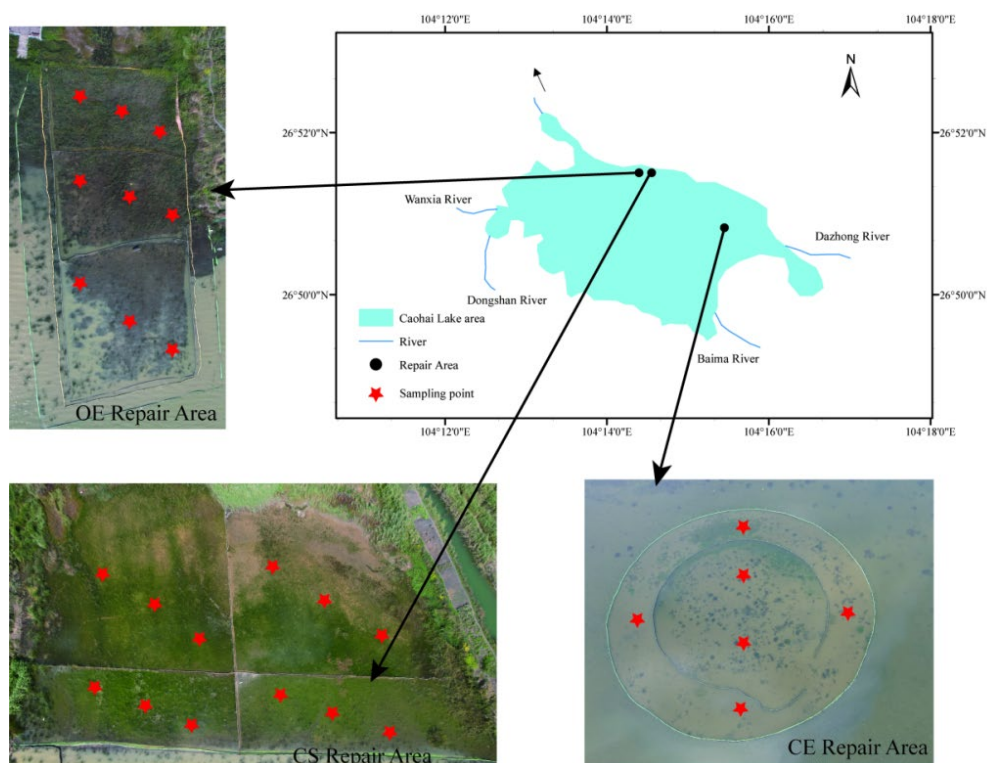 104°12'0"E
104°14'0"E
104°16'0"E
104°18'0"E
N
26°52'0"N
26°52'0"N
Wanxia River
Dazhong River
Dongshan River
26°50'0"N
26°50'0"N
Caohai Lake area
River
Baima River
Repair Area
Sampling point
OE Repair Area
104°12'0"E
104°14'0"E
104°16'0"E
104°18'0"E
CS Repair Area
CE Repair Area